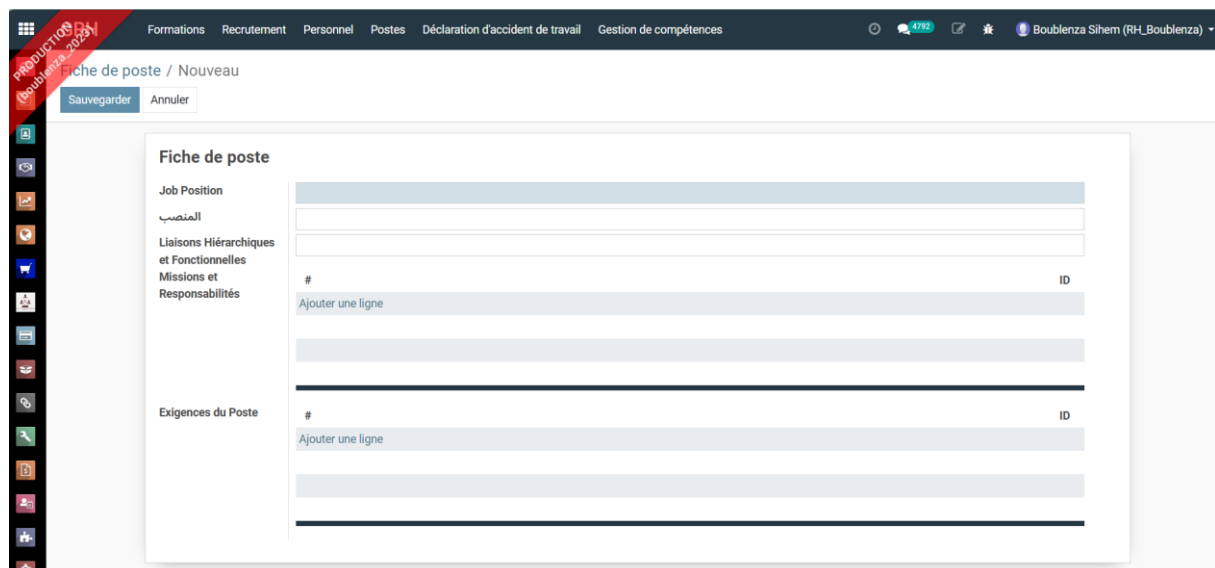 GRH Formations Recrutement Personnel Postes Déclaration d'accident de travail Gestion de compétences 4792 Boublenza Sihem (RH_Boublenza)
PRODUCTION
(boublenza_2023)
Fiche de poste / Nouveau
Sauvegarder Annuler
Fiche de poste
Job Position
المنصب
Liaisons Hiérarchiques
et Fonctionnelles
Missions et
Responsabilités
# ID
Ajouter une ligne
Exigences du Poste
# ID
Ajouter une ligne